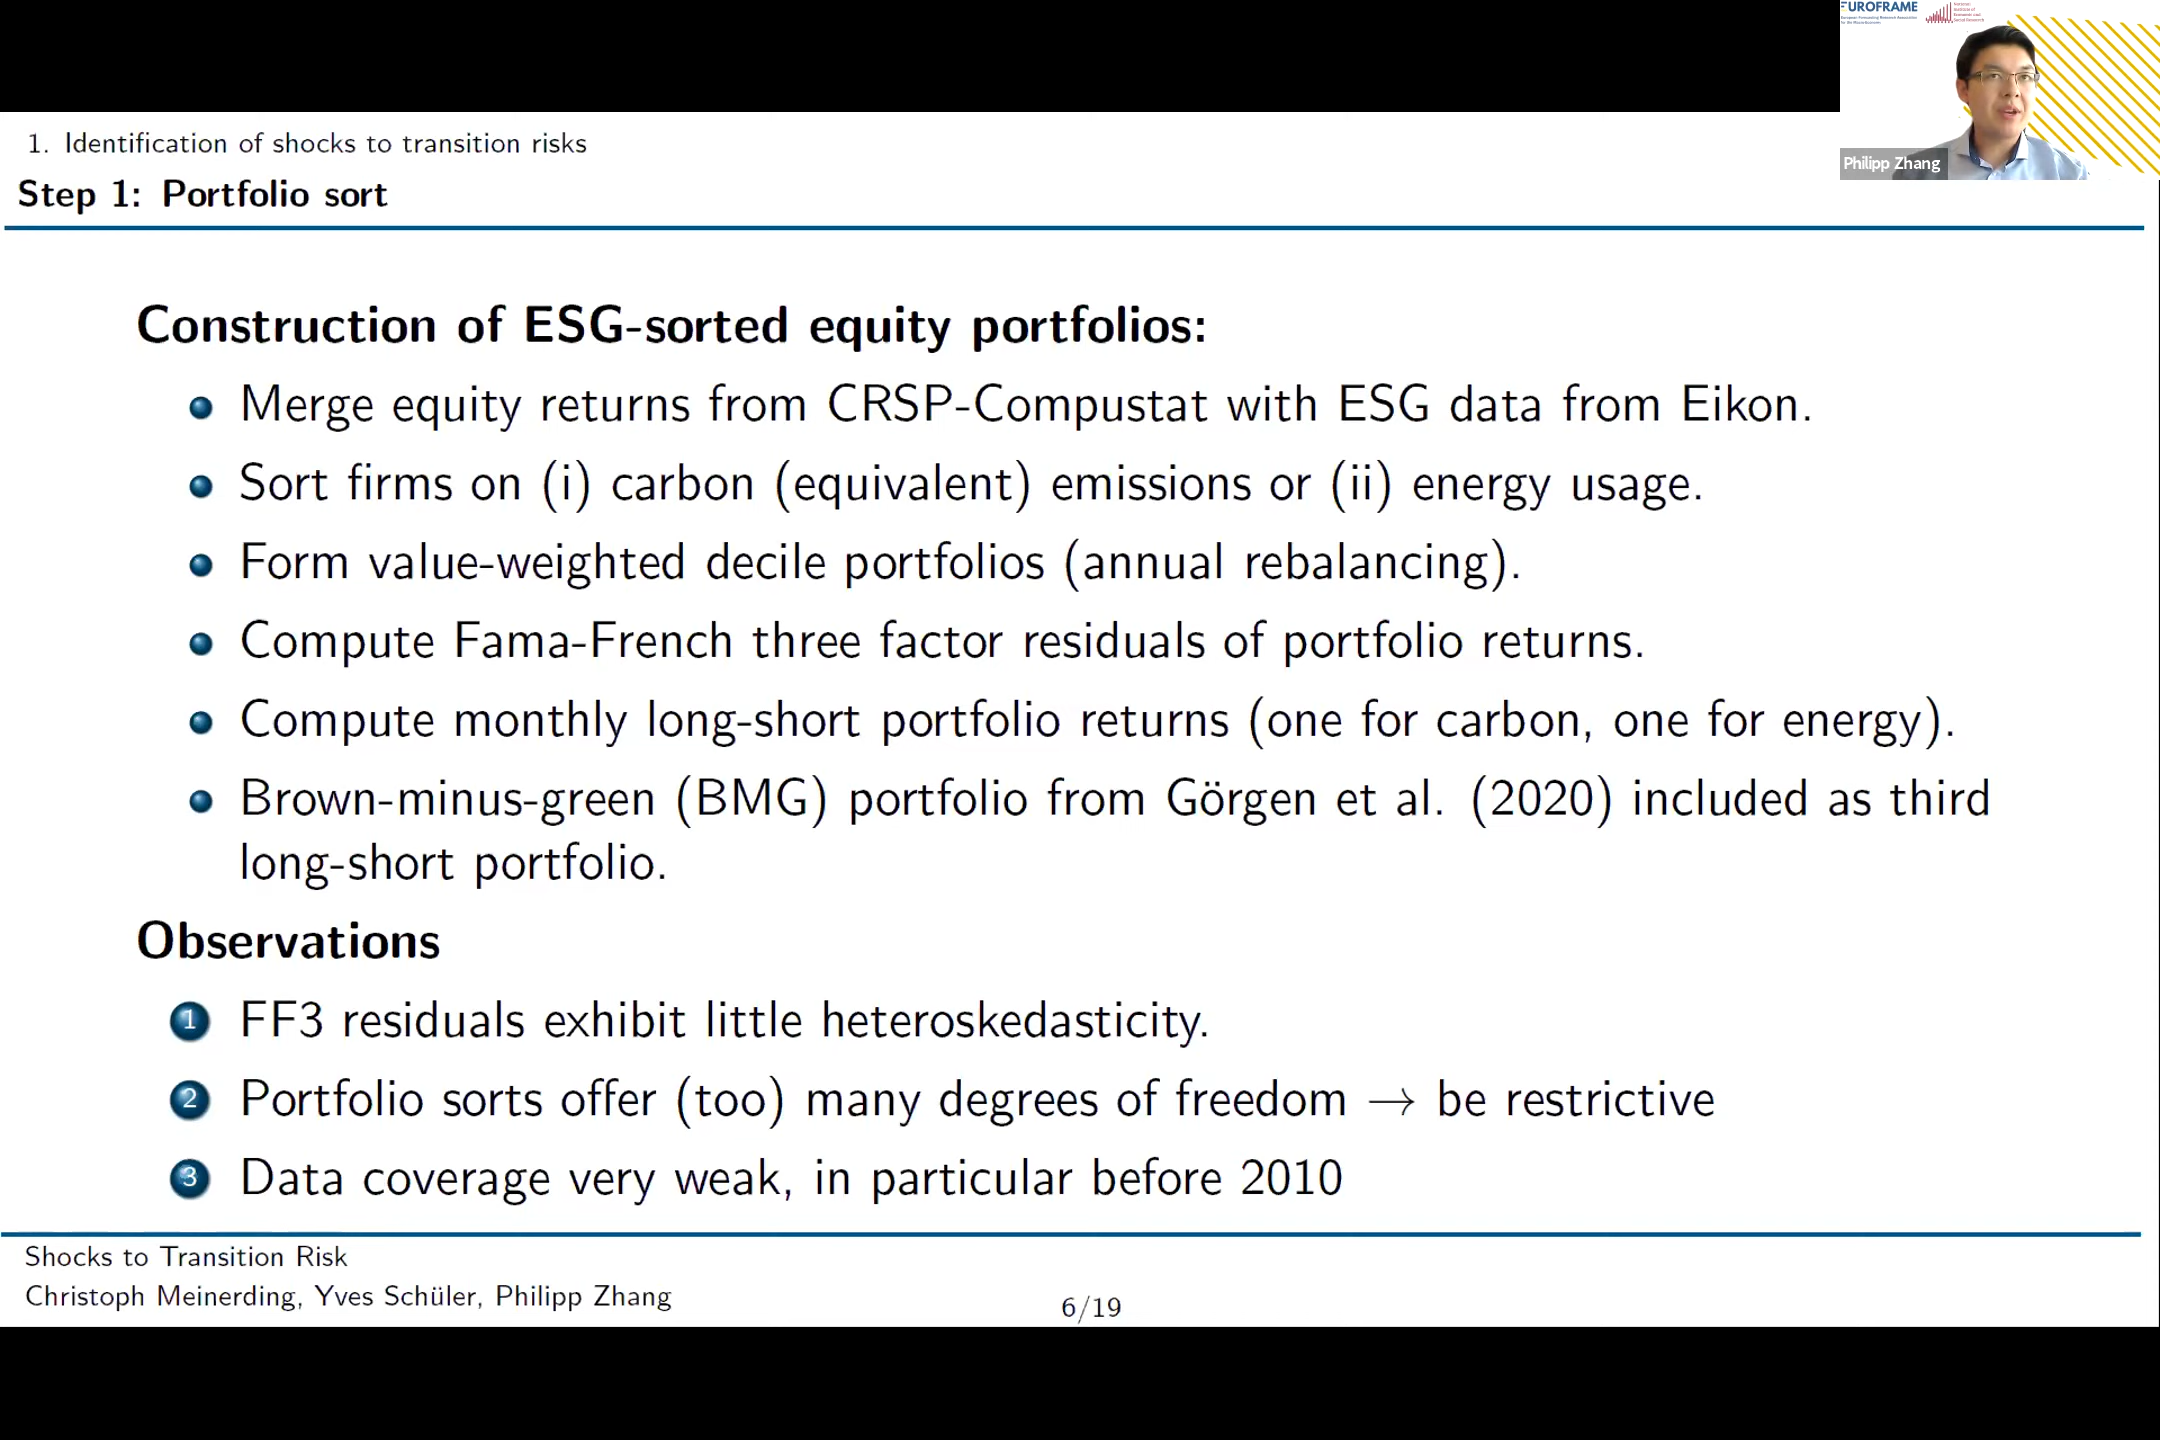 UROFRAME
1. Identification of shocks to transition risks
Step 1: Portfolio sort
Philipp Zhang
Construction of ESG-sorted equity portfolios:
Merge equity returns from CRSP-Compustat with ESG data from Eikon.
Sort firms on (i) carbon (equivalent) emissions or (ii) energy usage.
Form value-weighted decile portfolios (annual rebalancing).
Compute Fama-French three factor residuals of portfolio returns.
Compute monthly long-short portfolio returns (one for carbon, one for energy).
Brown-minus-green (BMG) portfolio from Görgen et al. (2020) included as third
long-short portfolio.
Observations
1 FF3 residuals exhibit little heteroskedasticity.
2 Portfolio sorts offer (too) many degrees of freedom → be restrictive
3 Data coverage very weak, in particular before 2010
Shocks to Transition Risk
Christoph Meinerding, Yves Schüler, Philipp Zhang
6/19